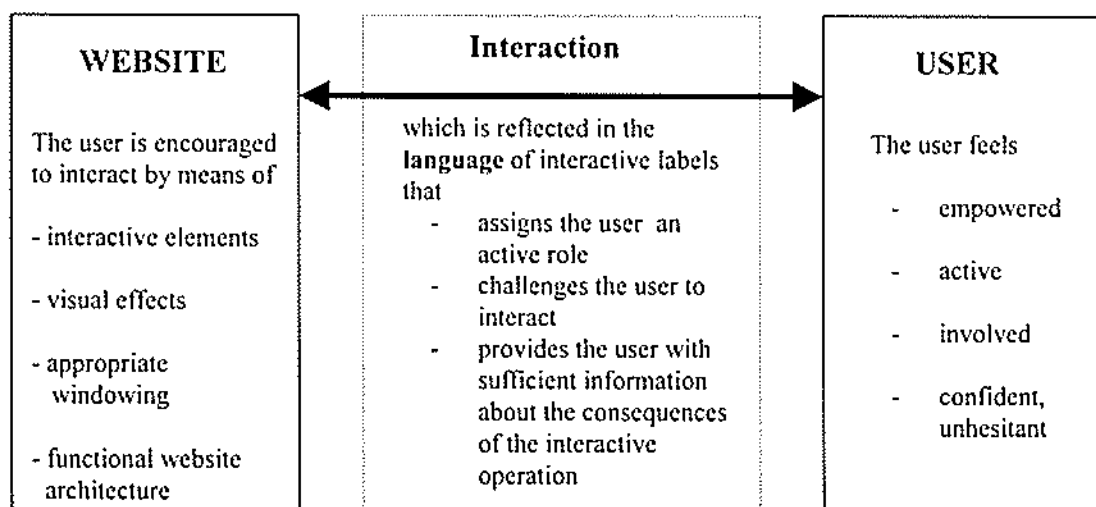 WEBSITE
The user is encouraged
to interact by means of
- interactive elements
- visual effects
- appropriate
windowing
- functional website
architecture
Interaction
which is reflected in the
language of interactive labels
that
- assigns the user an
active role
- challenges the user to
interact
- provides the user with
sufficient information
about the consequences
of the interactive
operation
USER
The user feels
- empowered
- active
- involved
- confident,
unhesitant